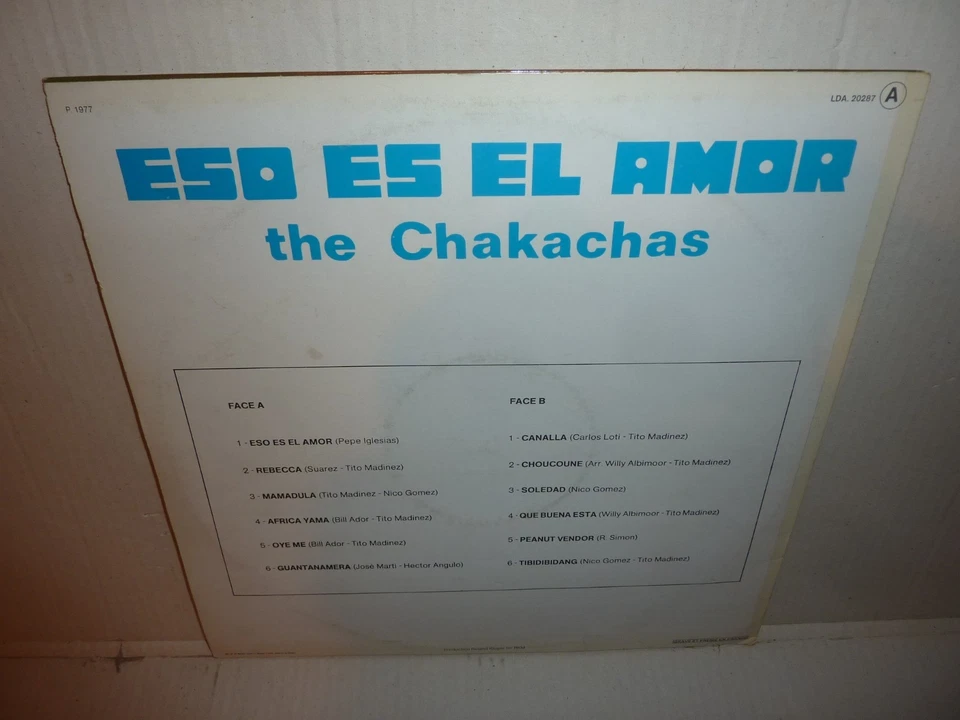 P. 1977
LDA. 20287 A
ESO ES EL AMOR
the Chakachas
FACE A
1 - ESO ES EL AMOR (Pepe Iglesias)
2 - REBECCA (Suarez - Tito Madinez)
3 - MAMADULA (Tito Madinez - Nico Gomez)
4 - AFRICA YAMA (Bill Ador - Tito Madinez)
5 - OYE ME (Bill Ador - Tito Madinez)
6 - GUANTANAMERA (José Marti - Hector Angulo)
FACE B
1 - CANALLA (Carlos Loti - Tito Madinez)
2 - CHOUCOUNE (Arr. Willy Albimoor - Tito Madinez)
3 - SOLEDAD (Nico Gomez)
4 - QUE BUENA ESTA (Willy Albimoor - Tito Madinez)
5 - PEANUT VENDOR (R. Simon)
6 - TIBIDIBIDANG (Nico Gomez - Tito Madinez)